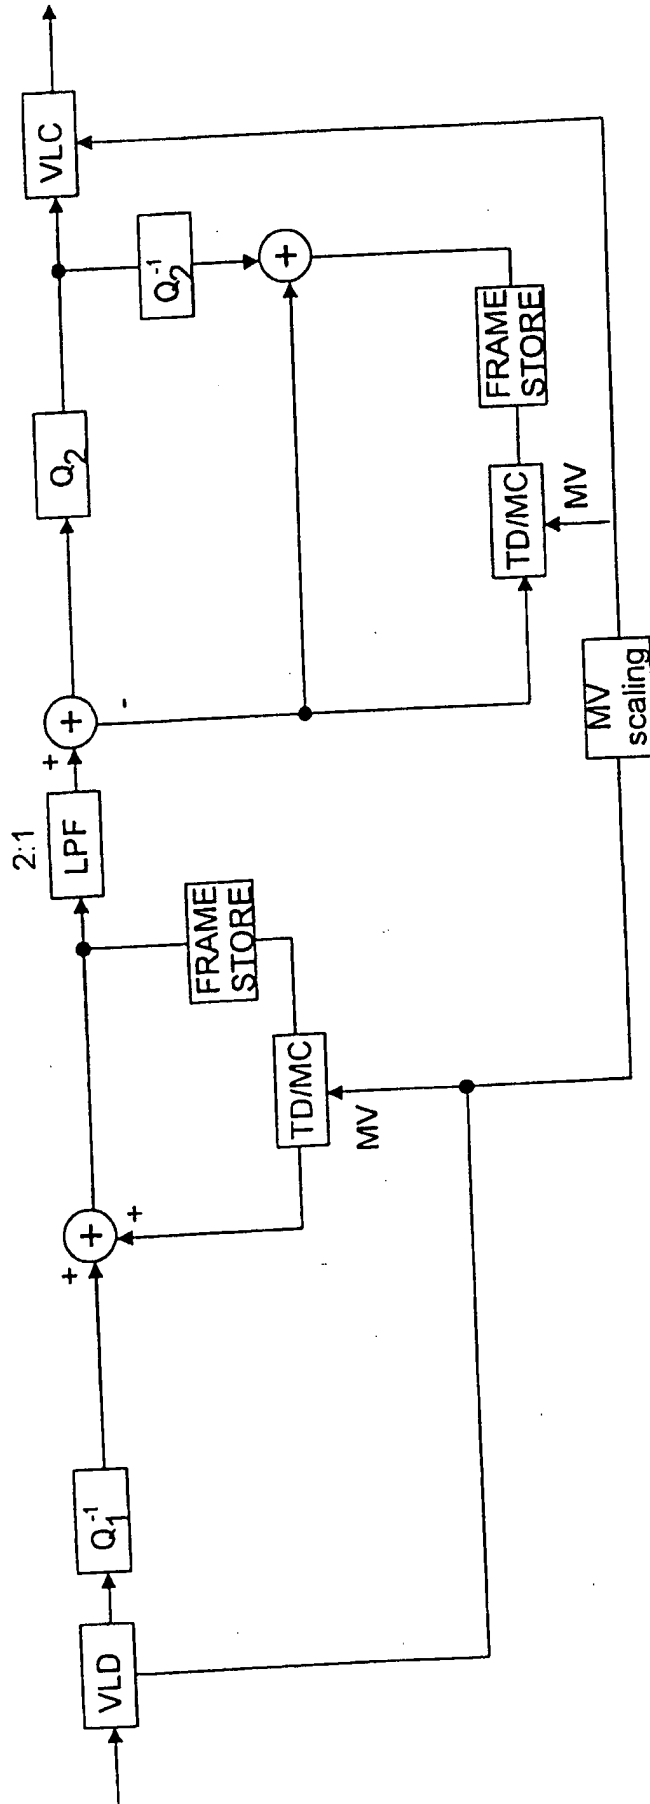 VLD
Q₁⁻¹
+
+
+
FRAME
STORE
TD/MC
MV
2:1
LPF
+
+
-
Q₂
Q₂⁻¹
+
FRAME
STORE
TD/MC
MV
MV
scaling
VLC